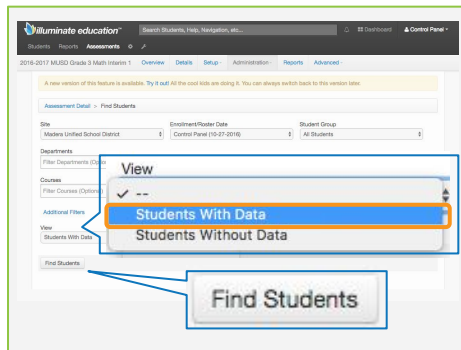 illuminate education™ Search Students, Help, Navigation, etc... Dashboard Control Panel
Students Reports Assessments
2016-2017 MUSD Grade 3 Math Interim 1 Overview Details Setup Administration Reports Advanced
A new version of this feature is available. Try it out! All the cool kids are doing it. You can always switch back to this version later.
Assessment Detail > Find Students
Site Enrollment/Roster Date Student Group
Madera Unified School District Control Panel (10-27-2016) All Students
Departments
Filter Departments (Optio
Courses
Filter Courses (Optional)
Additional Filters
View
Students With Data
Find Students
View
✓ --
Students With Data
Students Without Data
Find Students